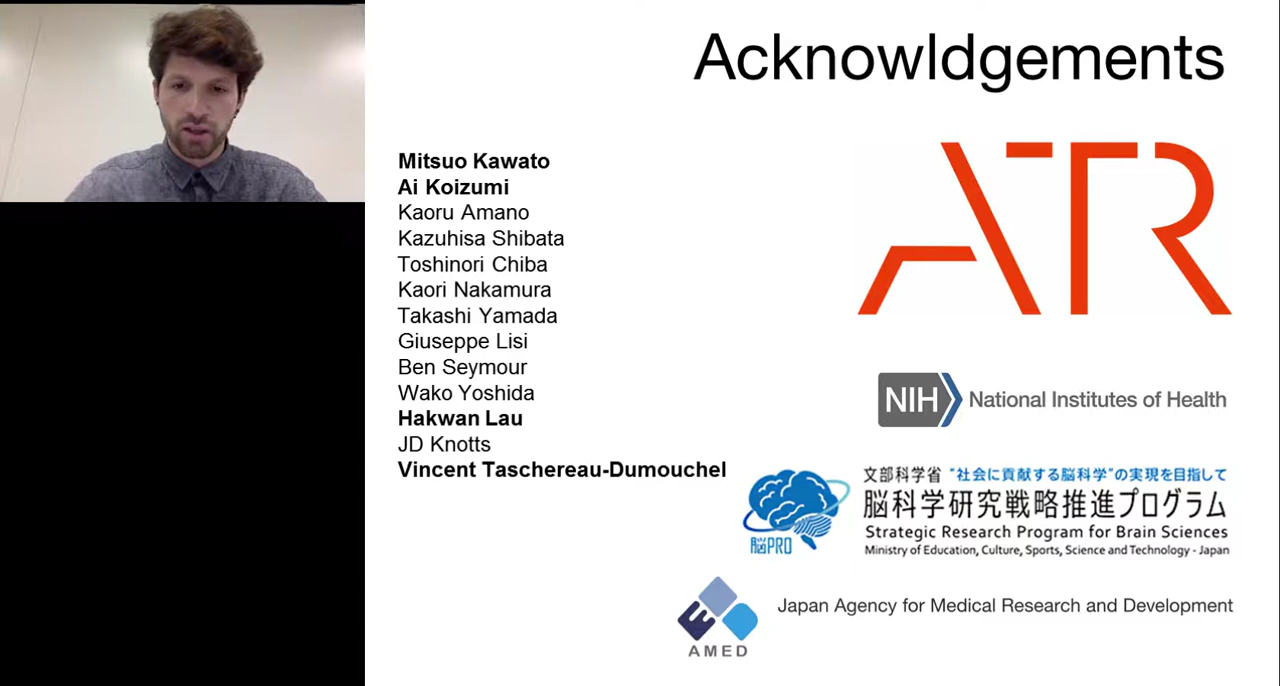 Acknowldgements
Mitsuo Kawato
Ai Koizumi
Kaoru Amano
Kazuhisa Shibata
Toshinori Chiba
Kaori Nakamura
Takashi Yamada
Giuseppe Lisi
Ben Seymour
Wako Yoshida
Hakwan Lau
JD Knotts
Vincent Taschereau-Dumouchel
ATR
NIH National Institutes of Health
文部科学省 "社会に貢献する脳科学"の実現を目指して
脳科学研究戦略推進プログラム
Strategic Research Program for Brain Sciences
Ministry of Education, Culture, Sports, Science and Technology - Japan
脳PRO
Japan Agency for Medical Research and Development
AMED